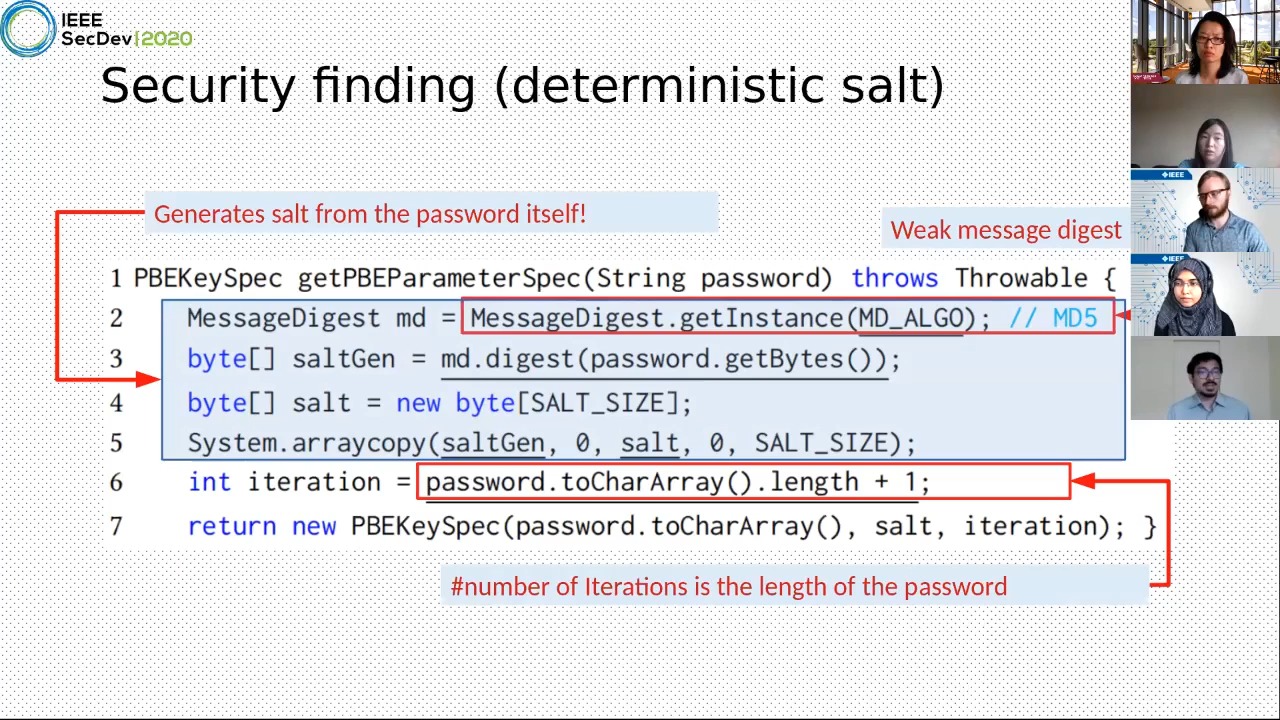 IEEE
SecDev|2020
Security finding (deterministic salt)
Generates salt from the password itself!
Weak message digest
1 PBEKeySpec getPBEParameterSpec(String password) throws Throwable {
2 MessageDigest md = MessageDigest.getInstance(MD_ALGO); // MD5
3 byte[] saltGen = md.digest(password.getBytes());
4 byte[] salt = new byte[SALT_SIZE];
5 System.arraycopy(saltGen, 0, salt, 0, SALT_SIZE);
6 int iteration = password.toCharArray().length + 1;
7 return new PBEKeySpec(password.toCharArray(), salt, iteration); }
#number of Iterations is the length of the password
IEEE
IEEE